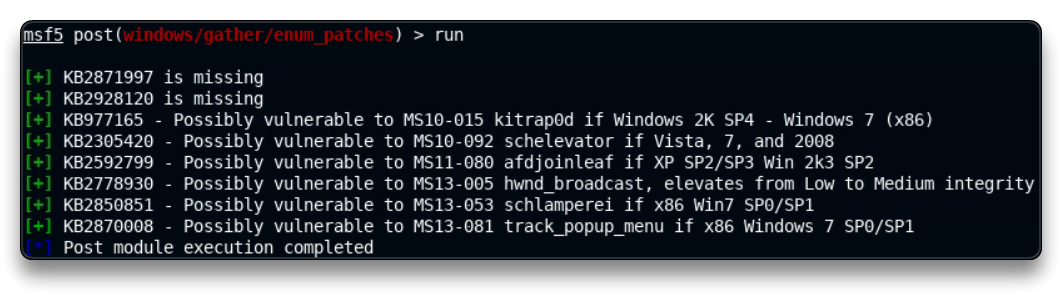 msf5 post(windows/gather/enum_patches) > run
[+] KB2871997 is missing
[+] KB2928120 is missing
[+] KB977165 - Possibly vulnerable to MS10-015 kitrap0d if Windows 2K SP4 - Windows 7 (x86)
[+] KB2305420 - Possibly vulnerable to MS10-092 schelevator if Vista, 7, and 2008
[+] KB2592799 - Possibly vulnerable to MS11-080 afdjoinleaf if XP SP2/SP3 Win 2k3 SP2
[+] KB2778930 - Possibly vulnerable to MS13-005 hwnd_broadcast, elevates from Low to Medium integrity
[+] KB2850851 - Possibly vulnerable to MS13-053 schlamperei if x86 Win7 SP0/SP1
[+] KB2870008 - Possibly vulnerable to MS13-081 track_popup_menu if x86 Windows 7 SP0/SP1
[*] Post module execution completed